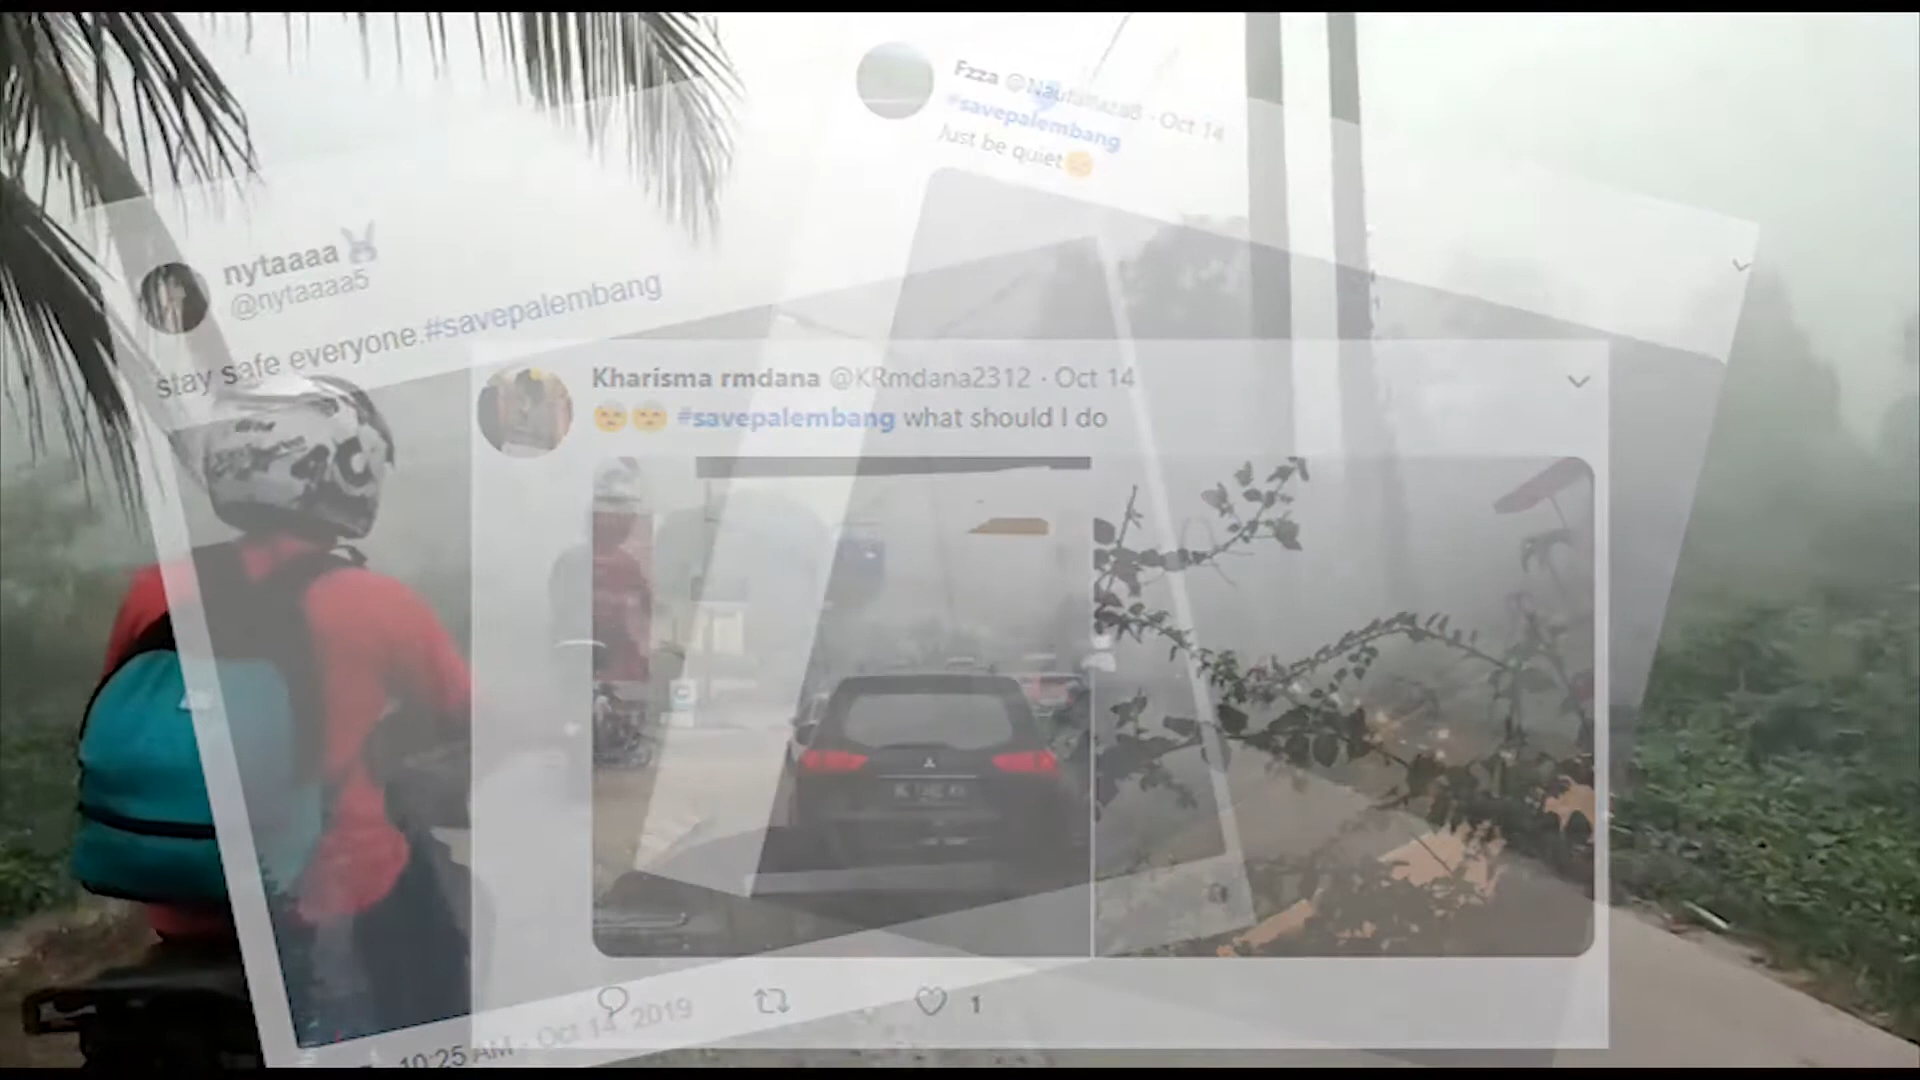 Fzza @Nautaflaza8 · Oct 14
#savepalembang
Just be quiet
nytaaaa
@nytaaaa5
stay safe everyone.#savepalembang
Kharisma rmdana @KRmdana2312 · Oct 14
#savepalembang what should I do
1
10:25 AM - Oct 14, 2019